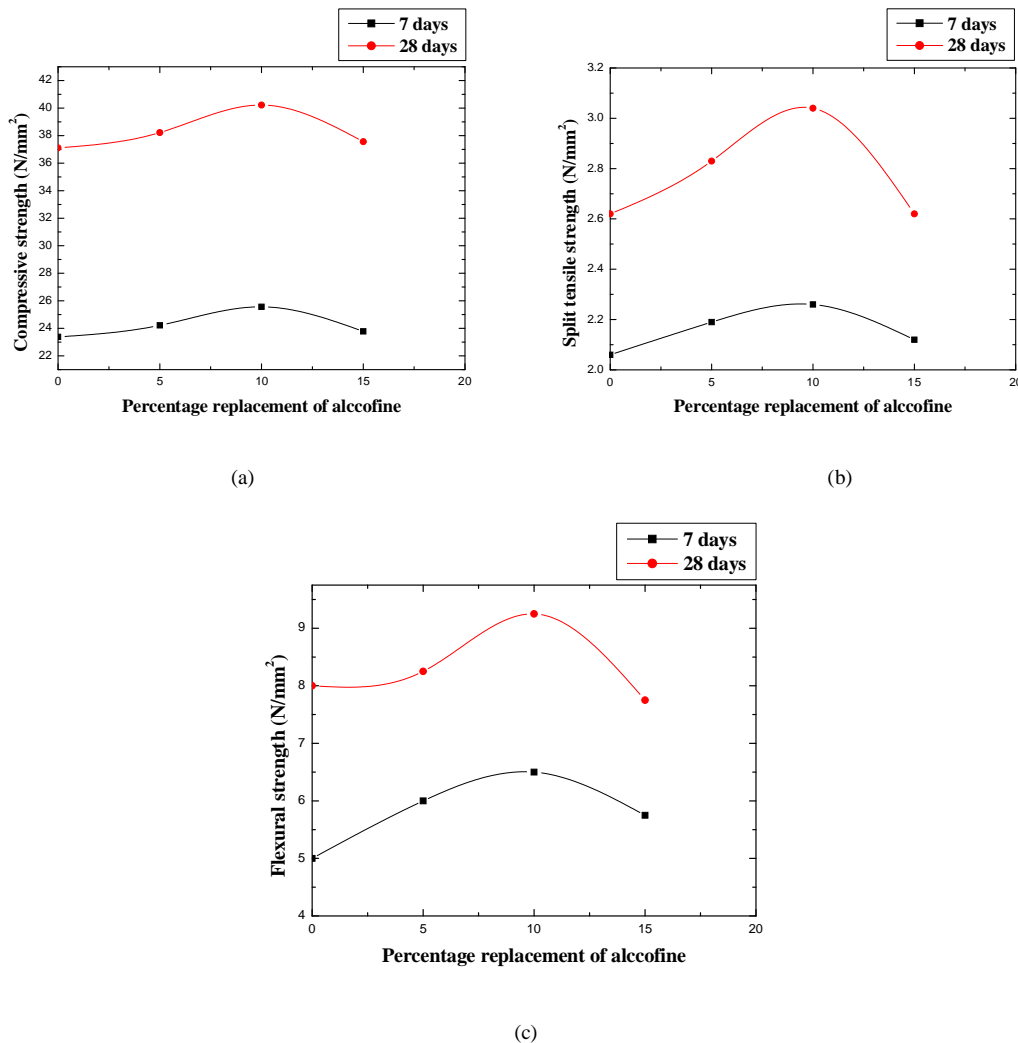 7 days
28 days
42
40
38
36
34
32
30
28
26
24
22
0
5
10
15
20
Compressive strength (N/mm²)
Percentage replacement of alccofine
(a)
7 days
28 days
3.2
3.0
2.8
2.6
2.4
2.2
2.0
0
5
10
15
20
Split tensile strength (N/mm²)
Percentage replacement of alccofine
(b)
7 days
28 days
9
8
7
6
5
4
0
5
10
15
20
Flexural strength (N/mm²)
Percentage replacement of alccofine
(c)